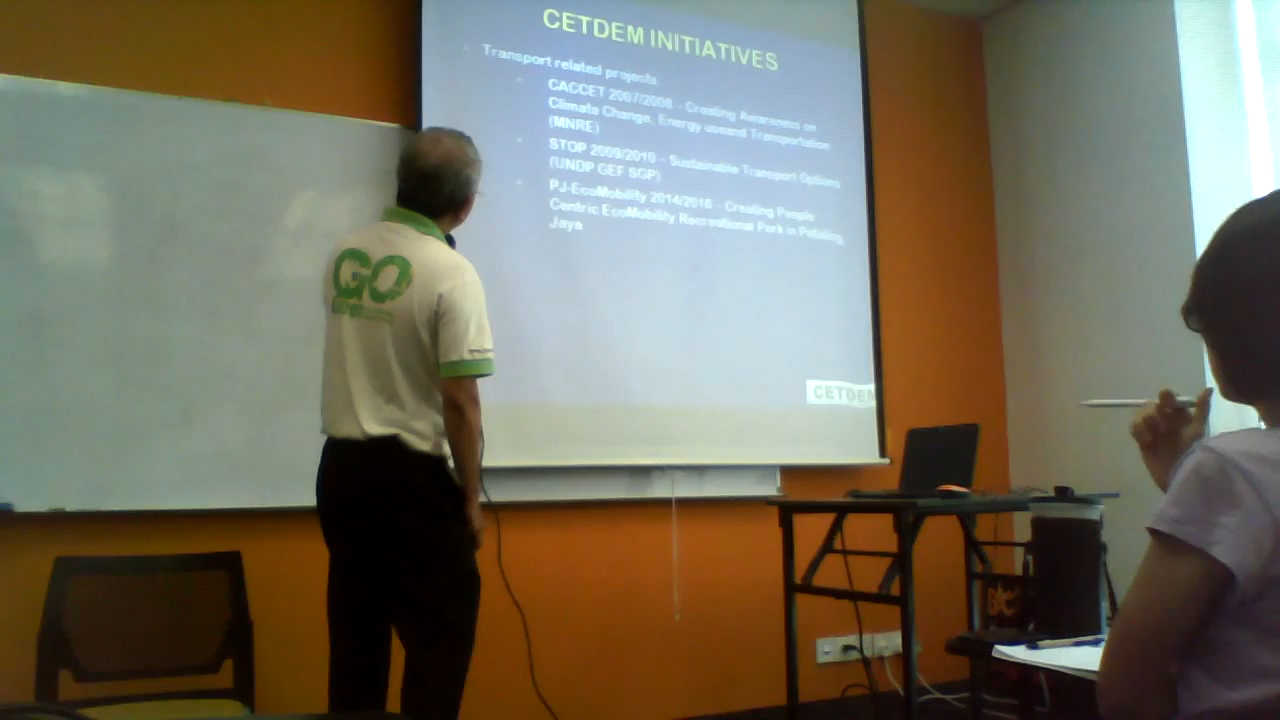 CETDEM INITIATIVES
Transport related projects
CACCET 2007/2008 – Creating Awareness on
Climate Change, Energy useand Transportation
(MNRE)
STOP 2009/2010 – Sustainable Transport Options
(UNDP GEF SGP)
PJ-EcoMobility 2014/2016 – Creating People
Centric EcoMobility Recreational Park in Petaling
Jaya
CETDEM
GO